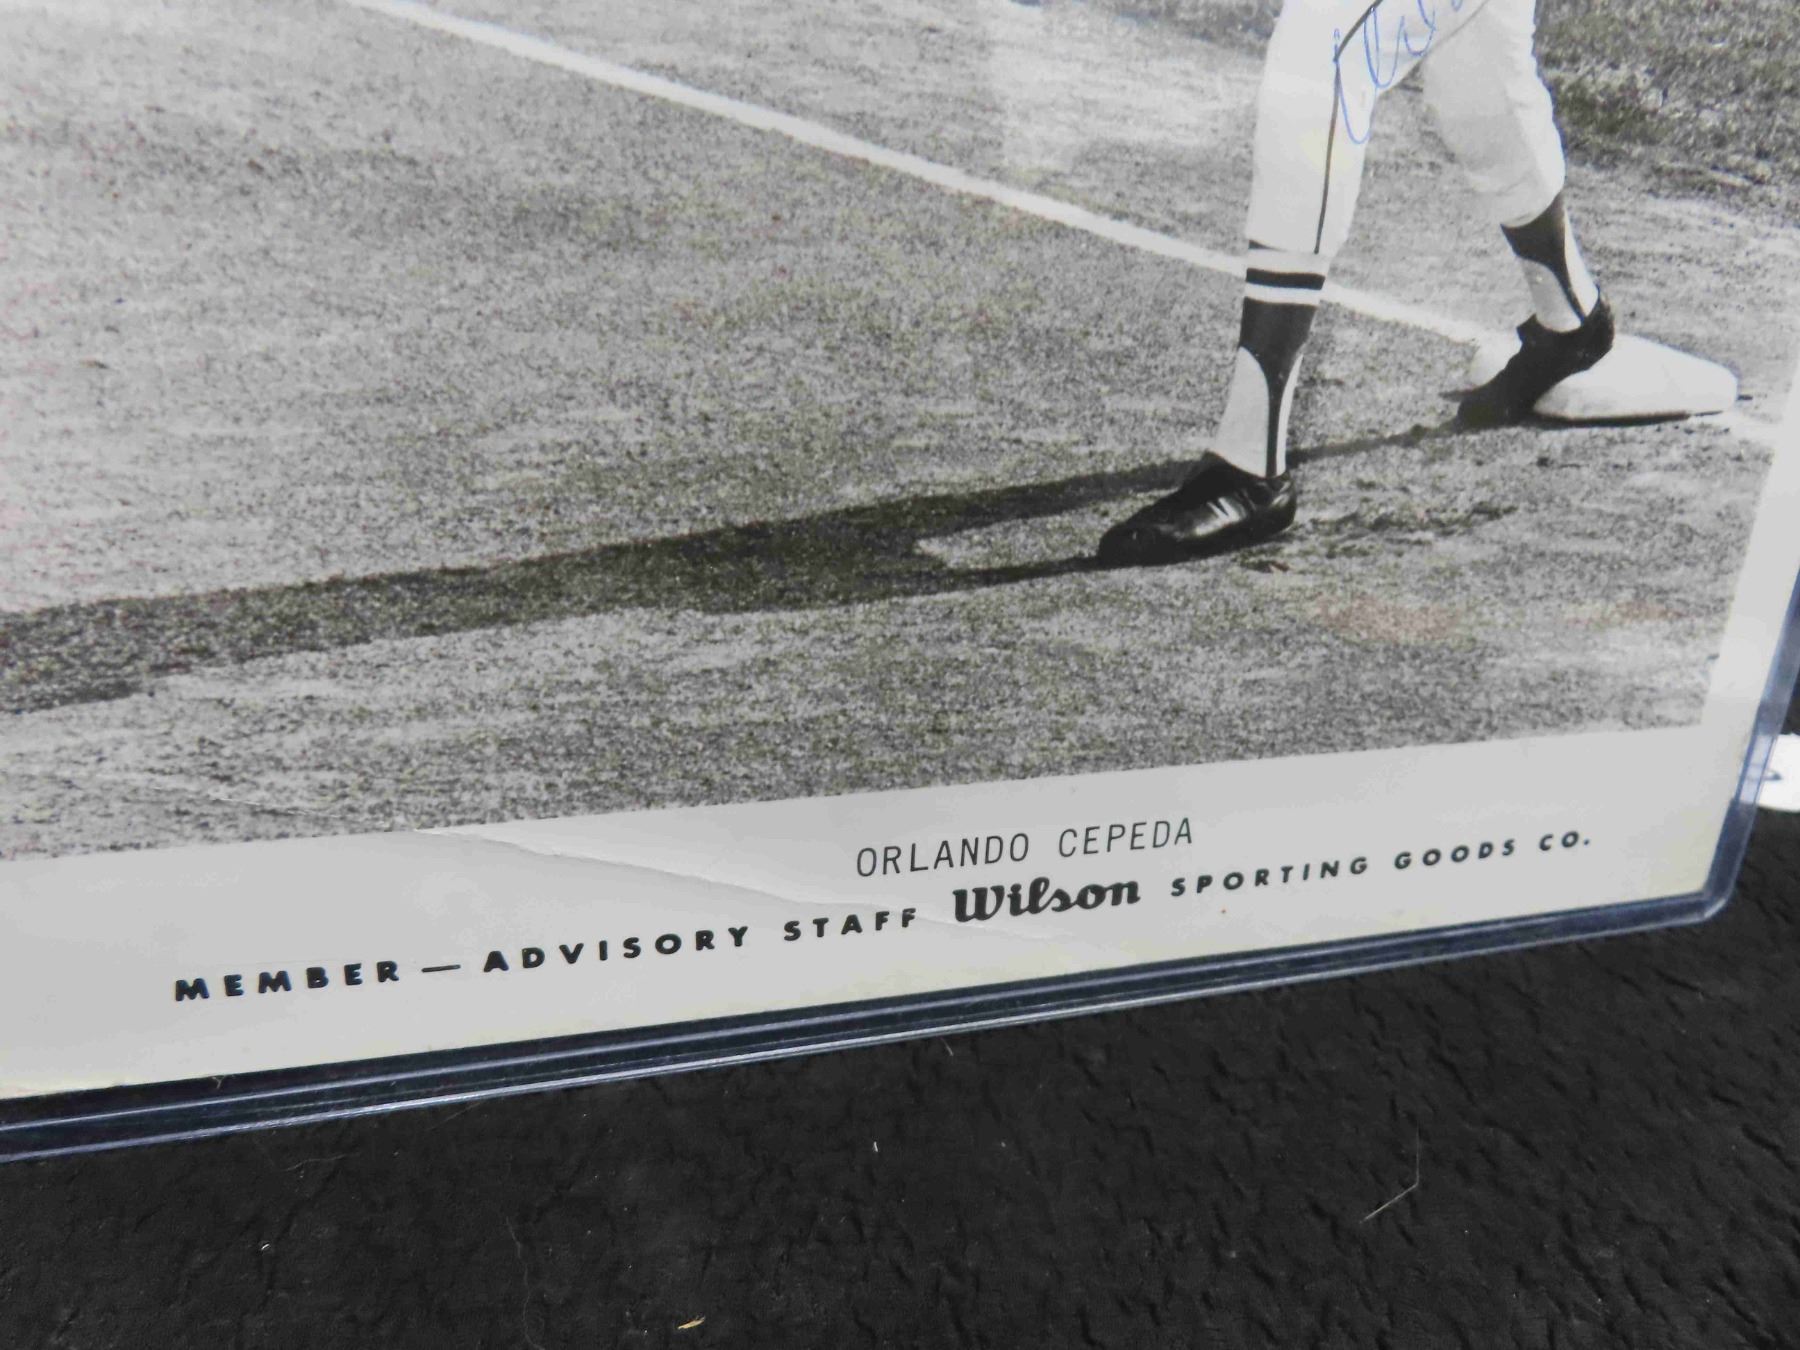 ORLANDO CEPEDA
MEMBER — ADVISORY STAFF Wilson SPORTING GOODS CO.